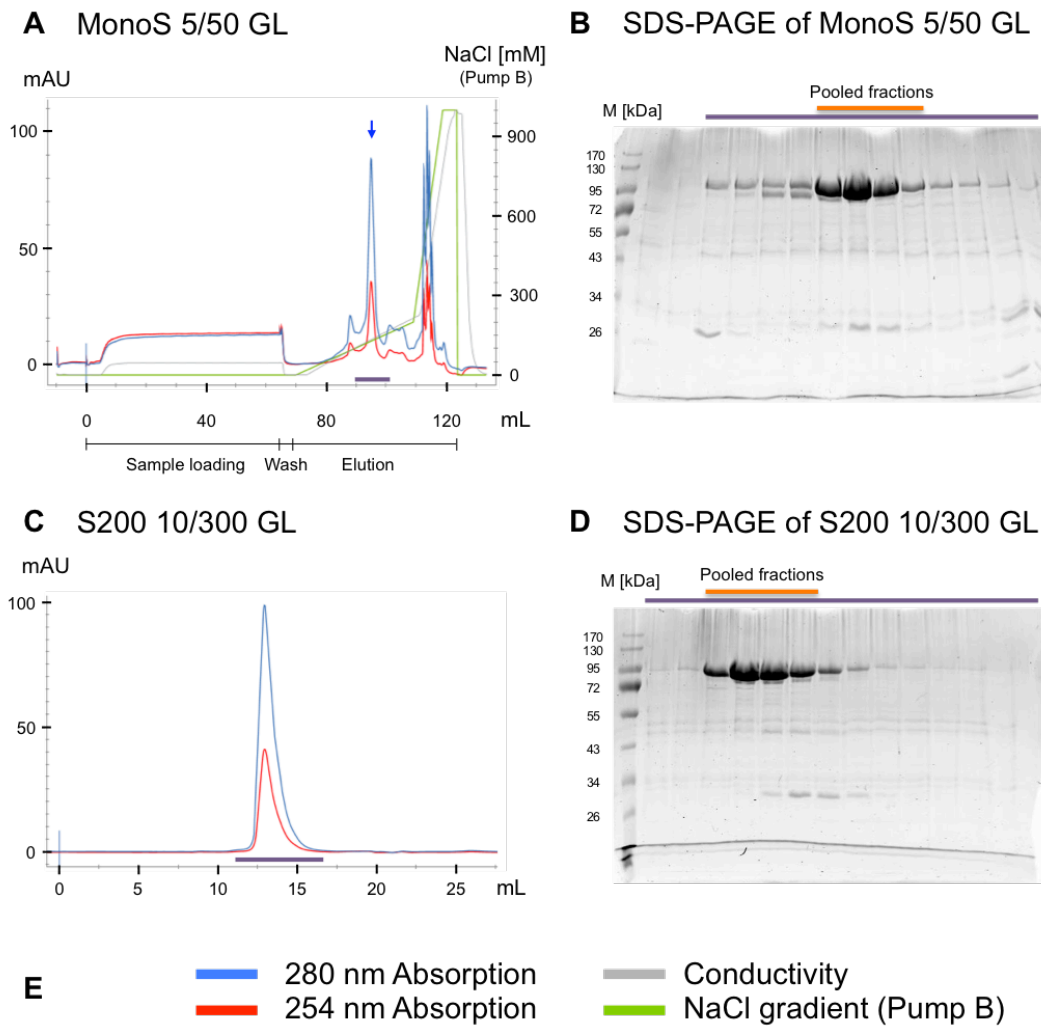 A MonoS 5/50 GL
mAU
NaCl [mM]
(Pump B)
100
50
0
900
600
300
0
0 40 80 120 mL
Sample loading Wash Elution
B SDS-PAGE of MonoS 5/50 GL
Pooled fractions
M [kDa]
170
130
95
72
55
43
34
26
C S200 10/300 GL
mAU
100
50
0
0 5 10 15 20 25 mL
D SDS-PAGE of S200 10/300 GL
Pooled fractions
M [kDa]
170
130
95
72
55
43
34
26
E
280 nm Absorption
254 nm Absorption
Conductivity
NaCl gradient (Pump B)